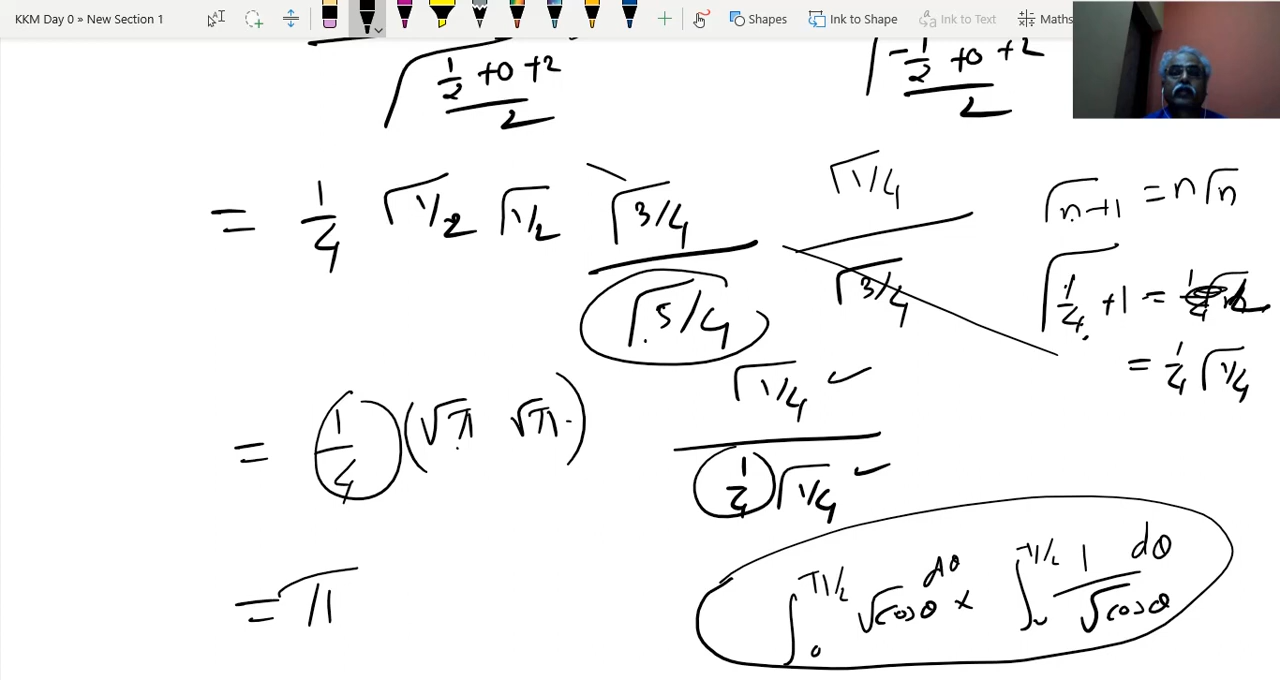 KKM Day 0 » New Section 1
Shapes Ink to Shape Ink to Text Maths
Γ (1/2 + 0 + 2)/2 Γ (-1/2 + 0 + 2)/2
= 1/4 Γ1/2 Γ1/2 Γ3/4 / Γ5/4 Γ1/4 / Γ3/4
Γn+1 = nΓn
Γ1/4 + 1 = 1/4
= 1/4 Γ1/4
= 1/4 (√π √π) Γ1/4 ✓ / 1/4 Γ1/4 ✓
= π
∫0^π/2 √cosθ dθ × ∫0^π/2 1/√cosθ dθ